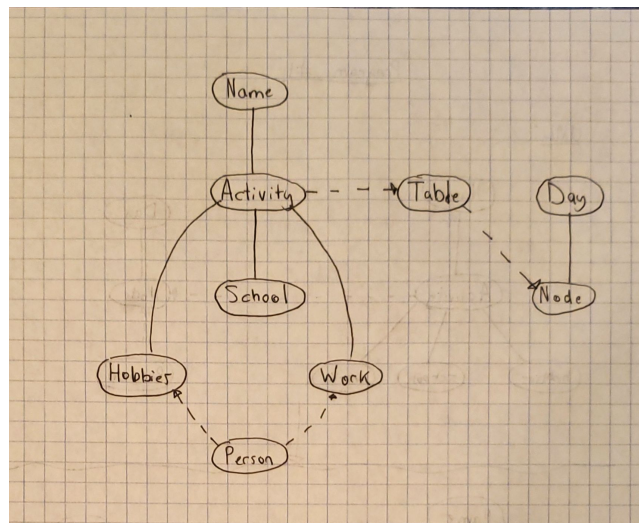 Name
Activity
Table
Day
School
Node
Hobbies
Work
Person